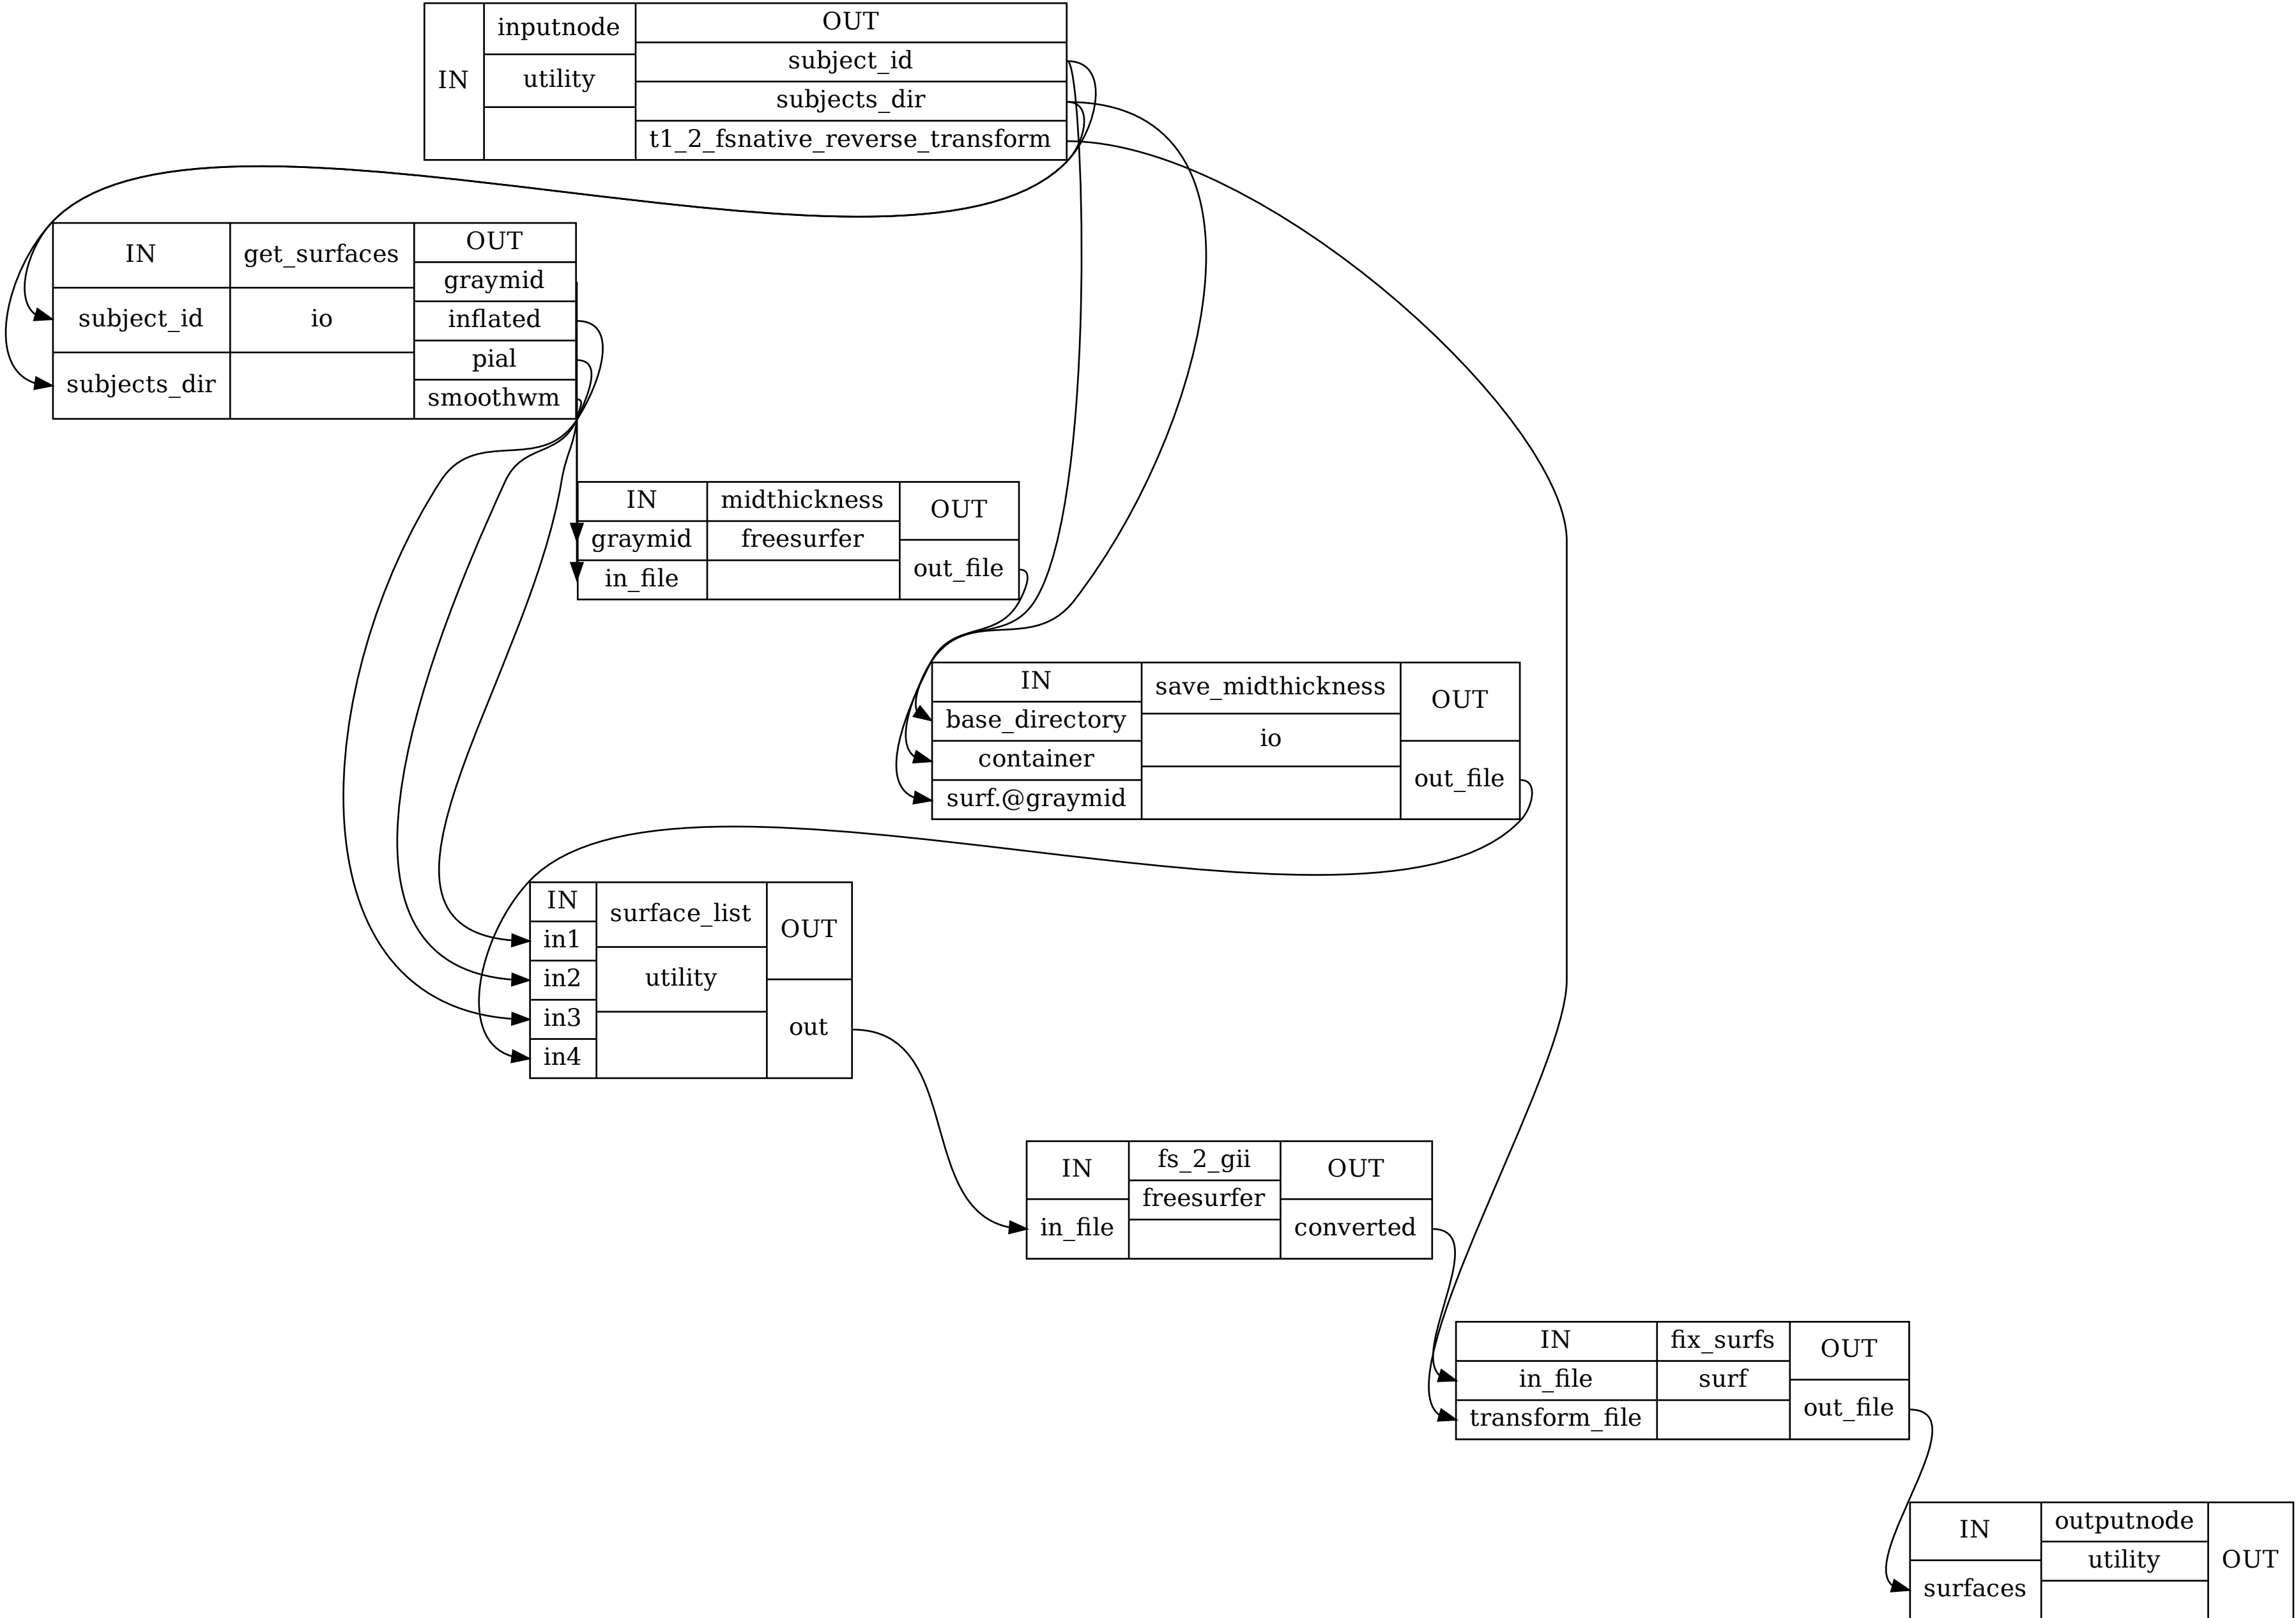 IN
inputnode
utility
OUT
subject_id
subjects_dir
t1_2_fsnative_reverse_transform
IN
subject_id
subjects_dir
get_surfaces
io
OUT
graymid
inflated
pial
smoothwm
IN
graymid
in_file
midthickness
freesurfer
OUT
out_file
IN
base_directory
container
surf.@graymid
save_midthickness
io
OUT
out_file
IN
in1
in2
in3
in4
surface_list
utility
OUT
out
IN
in_file
fs_2_gii
freesurfer
OUT
converted
IN
in_file
transform_file
fix_surfs
surf
OUT
out_file
IN
surfaces
outputnode
utility
OUT